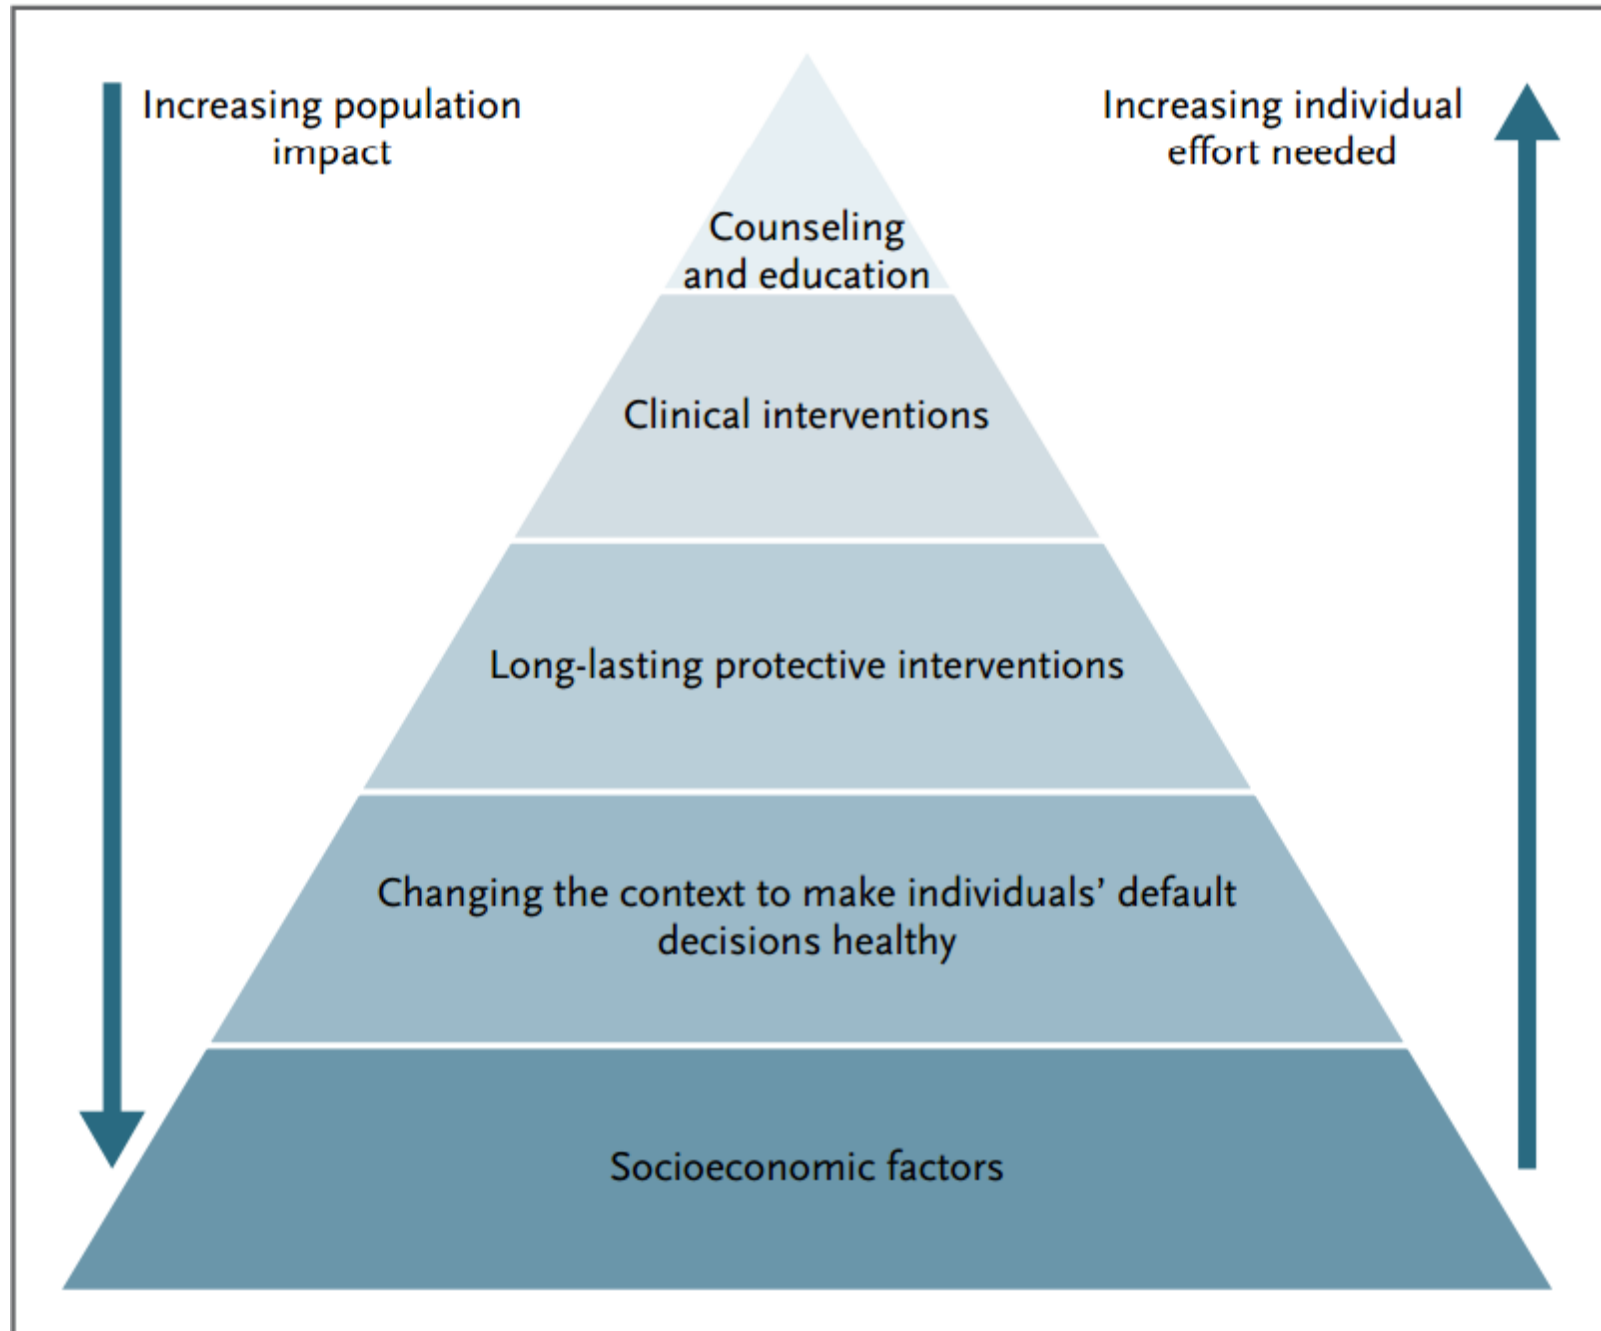 Increasing population
impact
Increasing individual
effort needed
Counseling
and education
Clinical interventions
Long-lasting protective interventions
Changing the context to make individuals’ default
decisions healthy
Socioeconomic factors